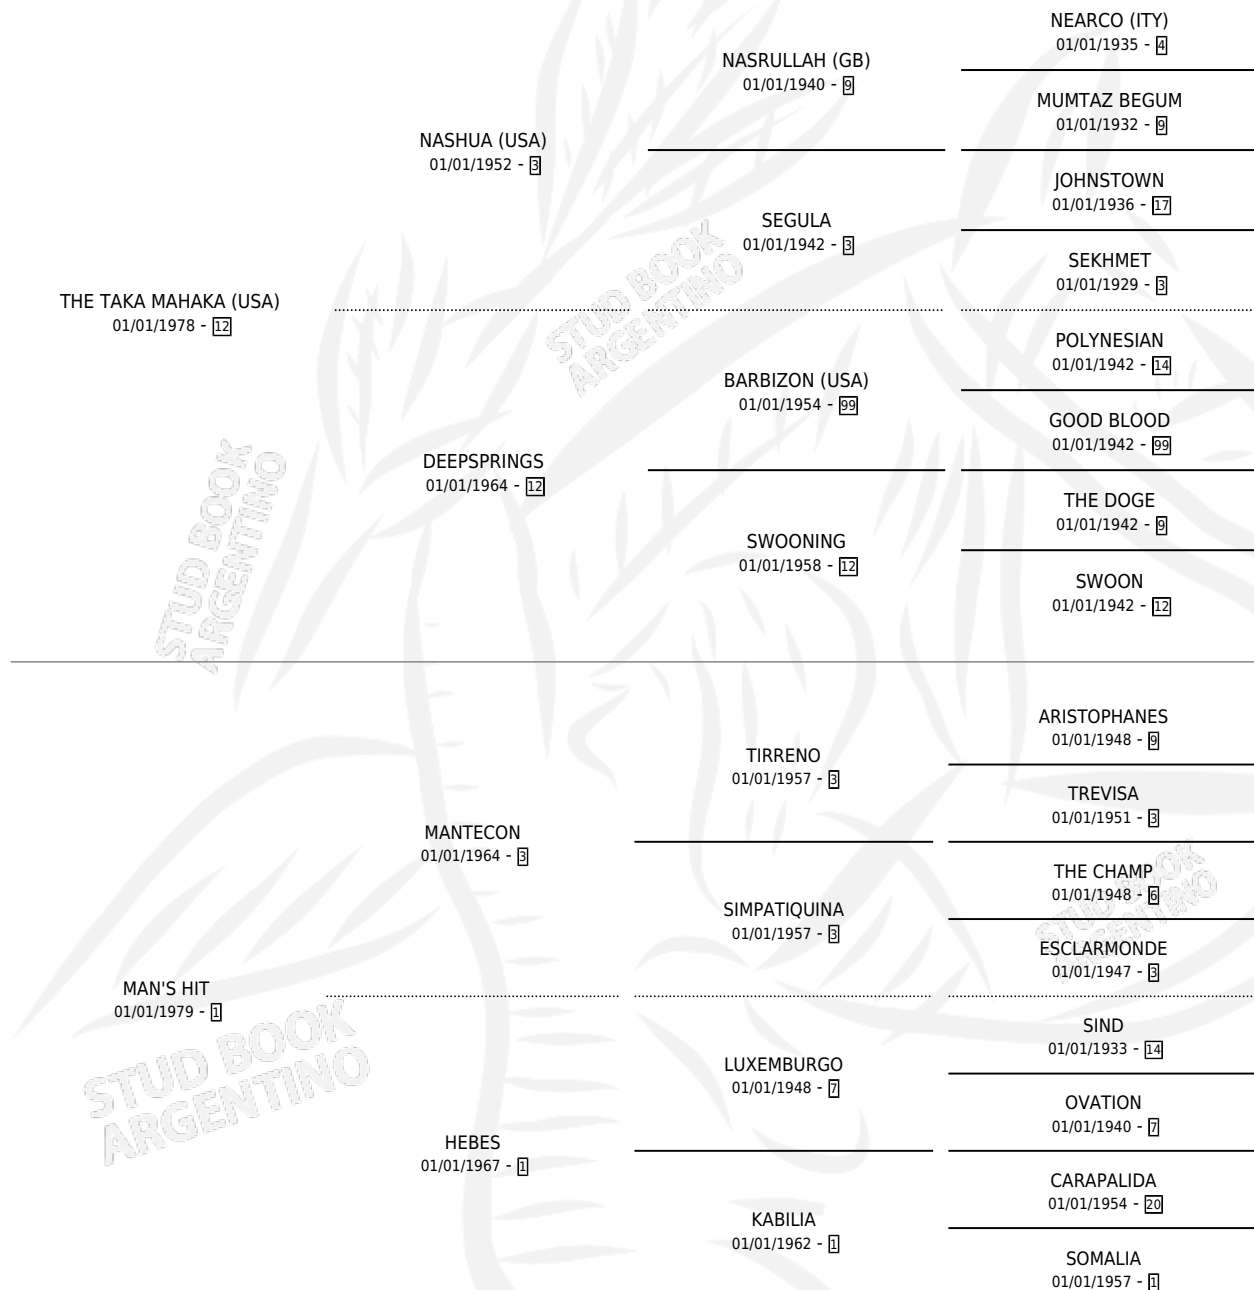 NEARCO (ITY)
01/01/1935 - 4
NASRULLAH (GB)
01/01/1940 - 9
MUMTAZ BEGUM
01/01/1932 - 9
NASHUA (USA)
01/01/1952 - 3
JOHNSTOWN
01/01/1936 - 17
SEGULA
01/01/1942 - 3
SEKHMET
01/01/1929 - 3
THE TAKA MAHAKA (USA)
01/01/1978 - 12
POLYNESIAN
01/01/1942 - 14
BARBIZON (USA)
01/01/1954 - 99
GOOD BLOOD
01/01/1942 - 99
DEEPSPRINGS
01/01/1964 - 12
THE DOGE
01/01/1942 - 9
SWOONING
01/01/1958 - 12
SWOON
01/01/1942 - 12
ARISTOPHANES
01/01/1948 - 9
TIRRENO
01/01/1957 - 3
TREVISA
01/01/1951 - 3
MANTECON
01/01/1964 - 3
THE CHAMP
01/01/1948 - 6
SIMPATIQUINA
01/01/1957 - 3
ESCLARMONDE
01/01/1947 - 3
MAN'S HIT
01/01/1979 - 1
SIND
01/01/1933 - 14
LUXEMBURGO
01/01/1948 - 7
OVATION
01/01/1940 - 7
HEBES
01/01/1967 - 1
CARAPALIDA
01/01/1954 - 20
KABILIA
01/01/1962 - 1
SOMALIA
01/01/1957 - 1
STUD BOOK
ARGENTINO
STUD BOOK
ARGENTINO
STUD BOOK
ARGENTINO
STUD BOOK
ARGENTINO